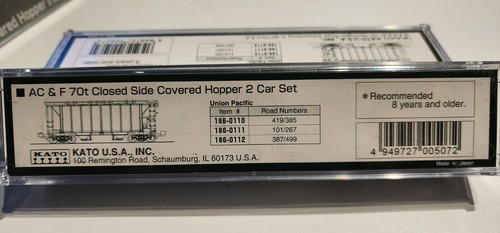 ered Hopper
■ AC & F 70t Closed Side Covered Hopper 2 Car Set
Union Pacific
Item # Road Numbers
186-0110 419/385
186-0111 101/267
186-0112 387/499
KATO KATO U.S.A., INC.
100 Remington Road, Schaumburg, IL 60173 U.S.A.
*Recommended
8 years and older.
4 949727 005072
Made in Japan